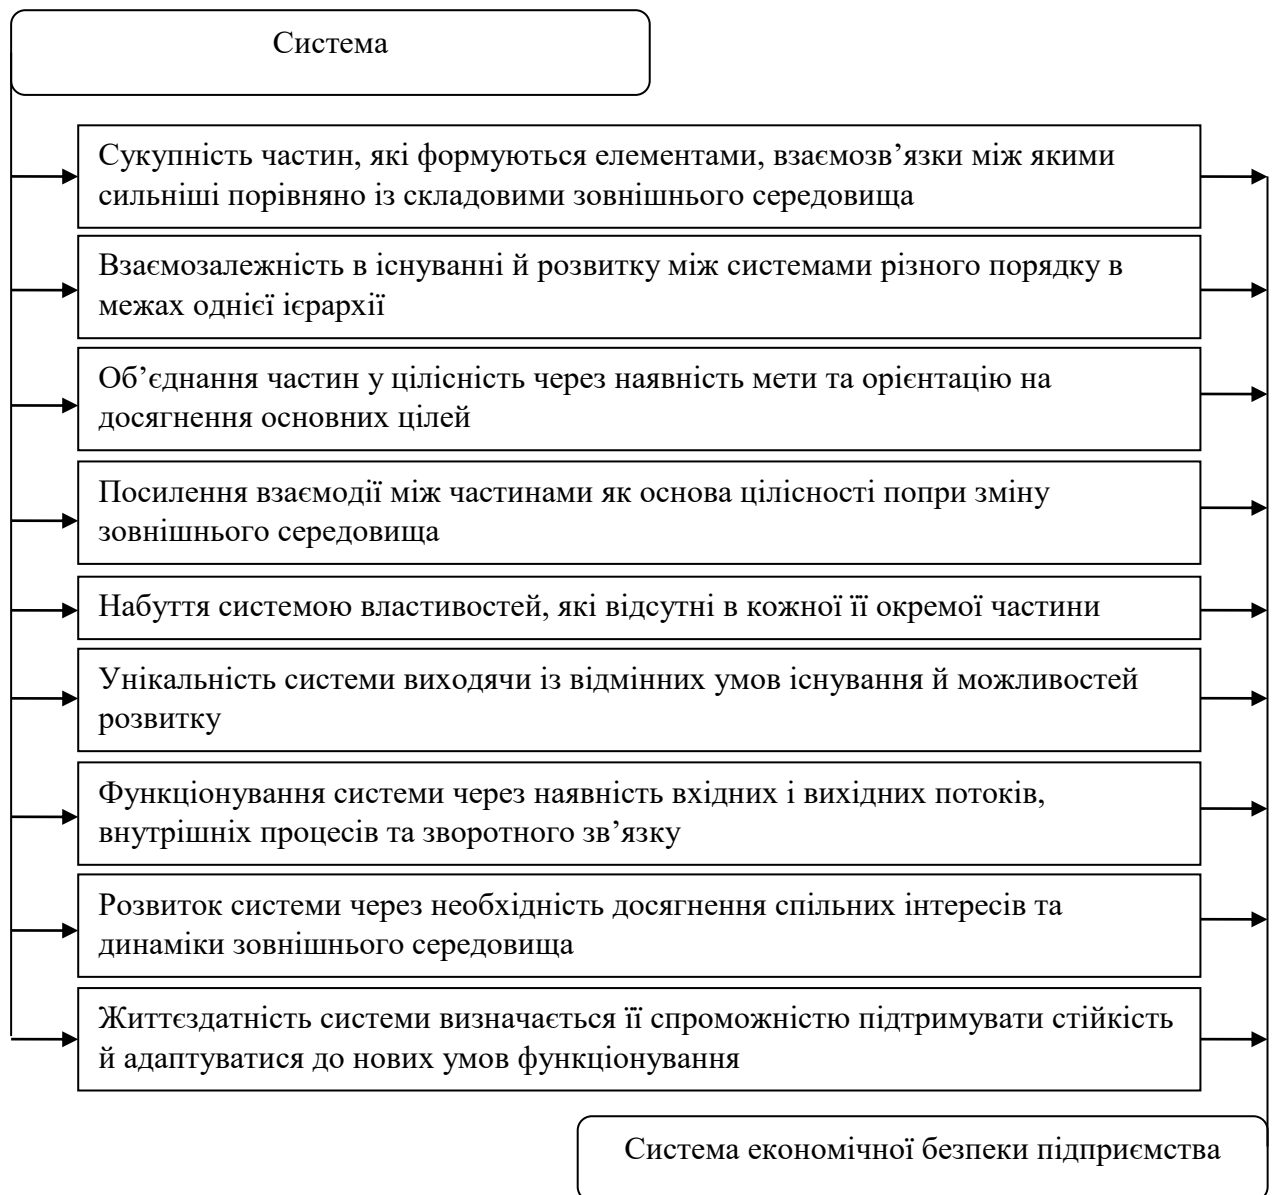 Система
Сукупність частин, які формуються елементами, взаємозв’язки між якими
сильніші порівняно із складовими зовнішнього середовища
Взаємозалежність в існуванні й розвитку між системами різного порядку в
межах однієї ієрархії
Об’єднання частин у цілісність через наявність мети та орієнтацію на
досягнення основних цілей
Посилення взаємодії між частинами як основа цілісності попри зміну
зовнішнього середовища
Набуття системою властивостей, які відсутні в кожної її окремої частини
Унікальність системи виходячи із відмінних умов існування й можливостей
розвитку
Функціонування системи через наявність вхідних і вихідних потоків,
внутрішніх процесів та зворотного зв’язку
Розвиток системи через необхідність досягнення спільних інтересів та
динаміки зовнішнього середовища
Життєздатність системи визначається її спроможністю підтримувати стійкість
й адаптуватися до нових умов функціонування
Система економічної безпеки підприємства